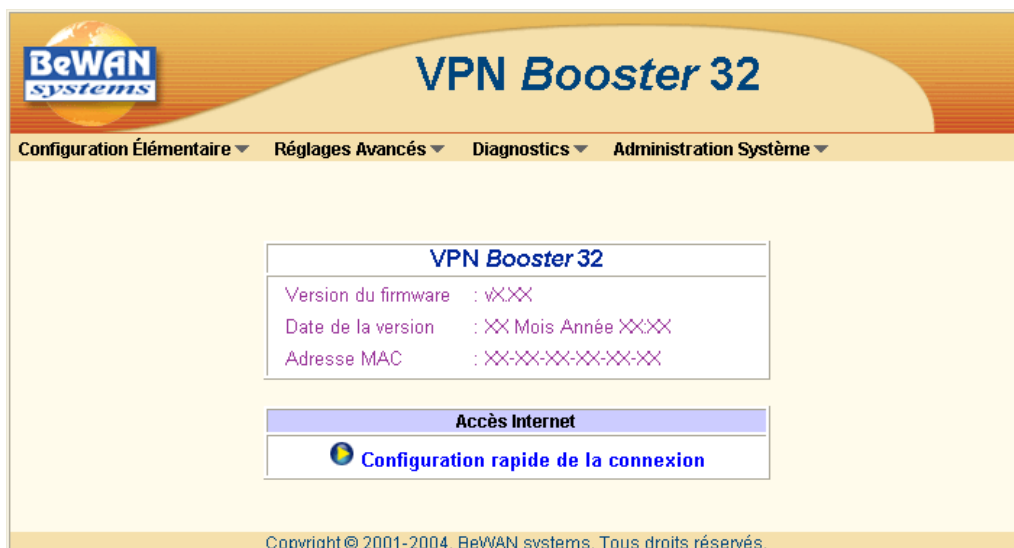 BeWAN
systems
VPN Booster 32
Configuration Élémentaire Réglages Avancés Diagnostics Administration Système
VPN Booster 32
Version du firmware : vX.XX
Date de la version : XX Mois Année XX:XX
Adresse MAC : XX-XX-XX-XX-XX-XX
Accès Internet
Configuration rapide de la connexion
Copyright © 2001-2004, BeWAN systems. Tous droits réservés.